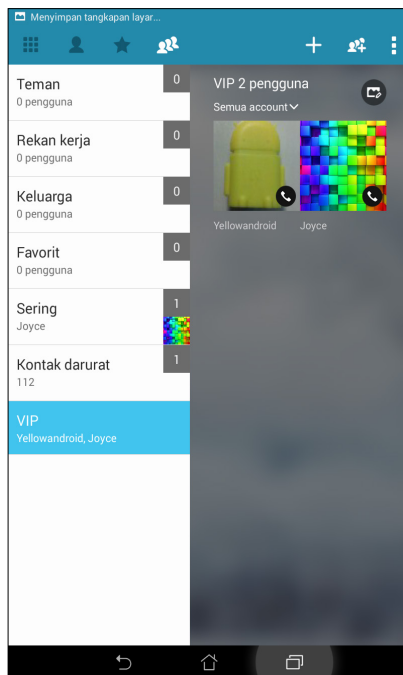 Menyimpan tangkapan layar...
Teman
0
0 pengguna
Rekan kerja
0
0 pengguna
Keluarga
0
0 pengguna
Favorit
0
0 pengguna
Sering
1
Joyce
Kontak darurat
1
112
VIP
Yellowandroid, Joyce
VIP 2 pengguna
Semua account
Yellowandroid
Joyce